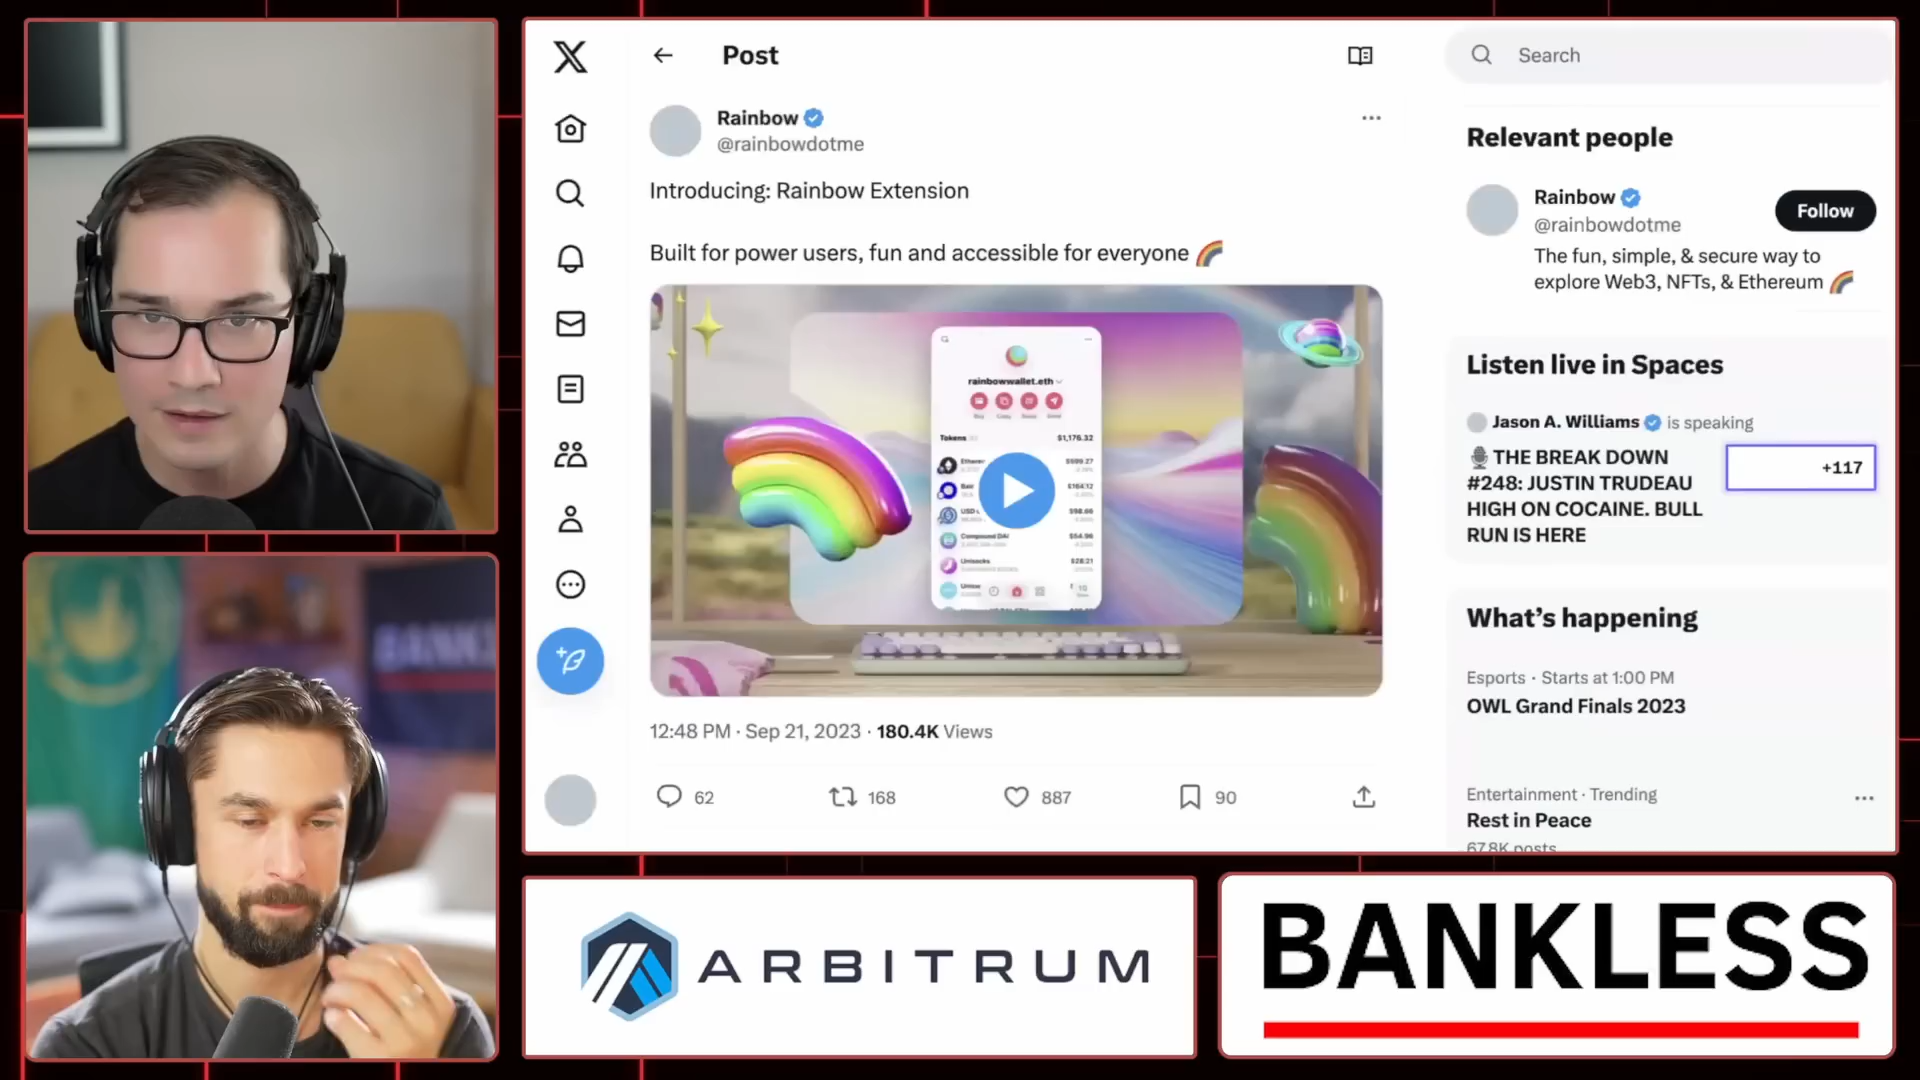 Post
Rainbow
@rainbowdotme
Introducing: Rainbow Extension
Built for power users, fun and accessible for everyone 🌈
rainbowwallet.eth
Tokens
$1,176.32
12:48 PM · Sep 21, 2023 · 180.4K Views
62
168
887
90
Search
Relevant people
Rainbow
@rainbowdotme
Follow
The fun, simple, & secure way to
explore Web3, NFTs, & Ethereum 🌈
Listen live in Spaces
Jason A. Williams is speaking
🎙️THE BREAK DOWN
#248: JUSTIN TRUDEAU
HIGH ON COCAINE. BULL
RUN IS HERE
+117
What’s happening
Esports · Starts at 1:00 PM
OWL Grand Finals 2023
Entertainment · Trending
Rest in Peace
67.8K posts
ARBITRUM
BANKLESS